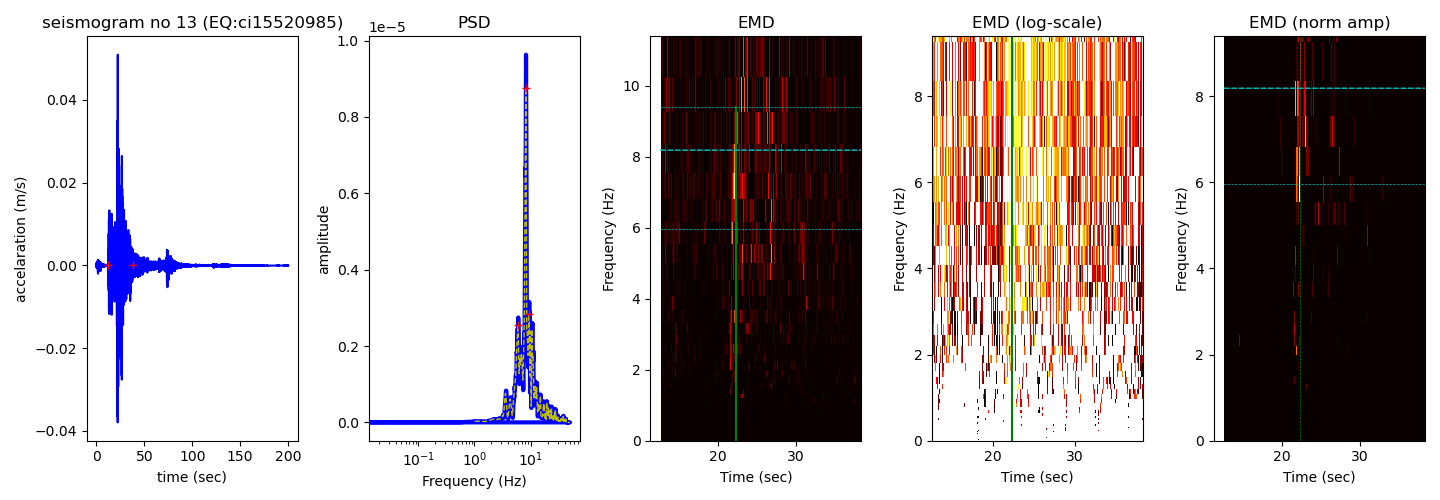 seismogram no 13 (EQ:ci15520985)
accelaration (m/s)
0.04
0.02
0.00
−0.02
−0.04
0 50 100 150 200
time (sec)
PSD
1e−5
amplitude
1.0
0.8
0.6
0.4
0.2
0.0
10⁻¹ 10⁰ 10¹
Frequency (Hz)
EMD
Frequency (Hz)
10
8
6
4
2
0
20 30
Time (sec)
EMD (log-scale)
Frequency (Hz)
8
6
4
2
0
20 30
Time (sec)
EMD (norm amp)
Frequency (Hz)
8
6
4
2
0
20 30
Time (sec)